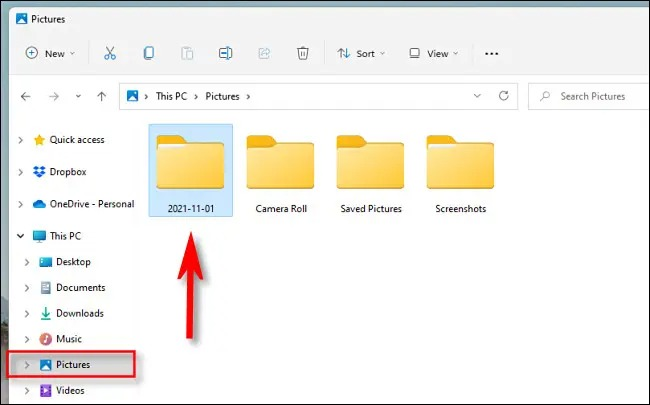 Pictures
New
Sort
View
This PC
Pictures
Search Pictures
Quick access
Dropbox
OneDrive - Personal
This PC
Desktop
Documents
Downloads
Music
Pictures
Videos
2021-11-01
Camera Roll
Saved Pictures
Screenshots